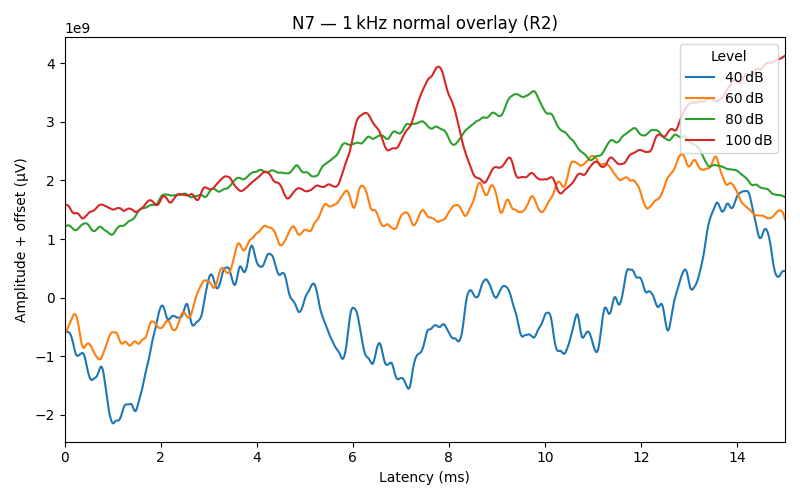 N7 — 1 kHz normal overlay (R2)
1e9
Level
40 dB
60 dB
80 dB
100 dB
4
3
2
1
0
−1
−2
Amplitude + offset (µV)
0 2 4 6 8 10 12 14
Latency (ms)